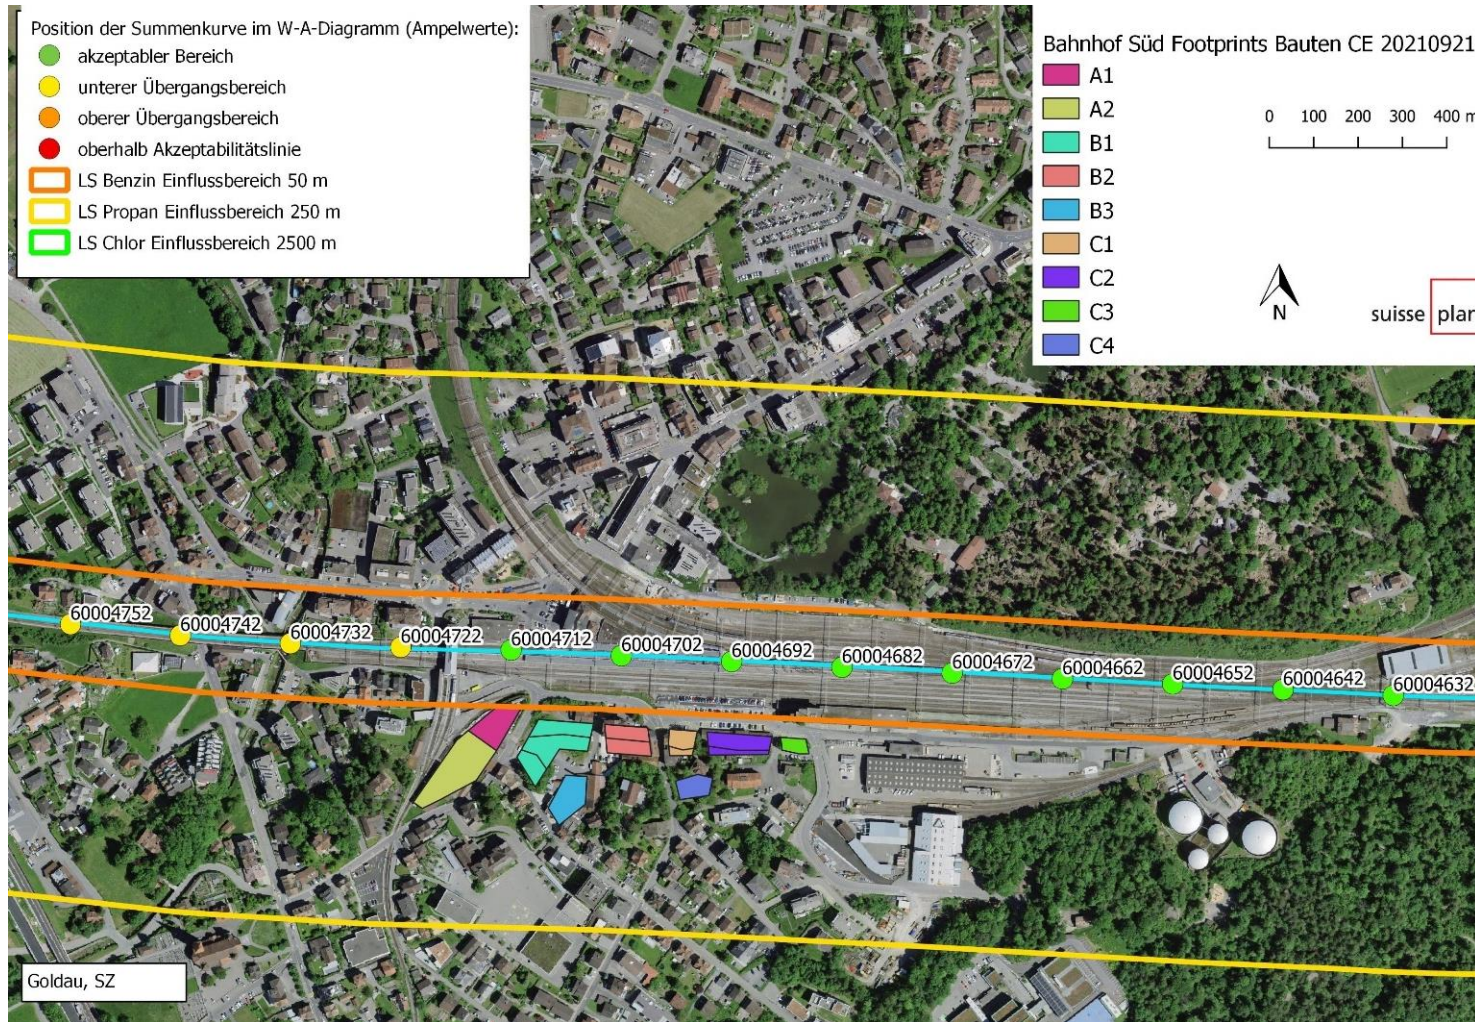 Position der Summenkurve im W-A-Diagramm (Ampelwerte):
akzeptabler Bereich
unterer Übergangsbereich
oberer Übergangsbereich
oberhalb Akzeptabilitätslinie
LS Benzin Einflussbereich 50 m
LS Propan Einflussbereich 250 m
LS Chlor Einflussbereich 2500 m
Bahnhof Süd Footprints Bauten CE 20210921
A1
A2
B1
B2
B3
C1
C2
C3
C4
0 100 200 300 400 m
N
suisse plan
60004752
60004742
60004732
60004722
60004712
60004702
60004692
60004682
60004672
60004662
60004652
60004642
60004632
Goldau, SZ